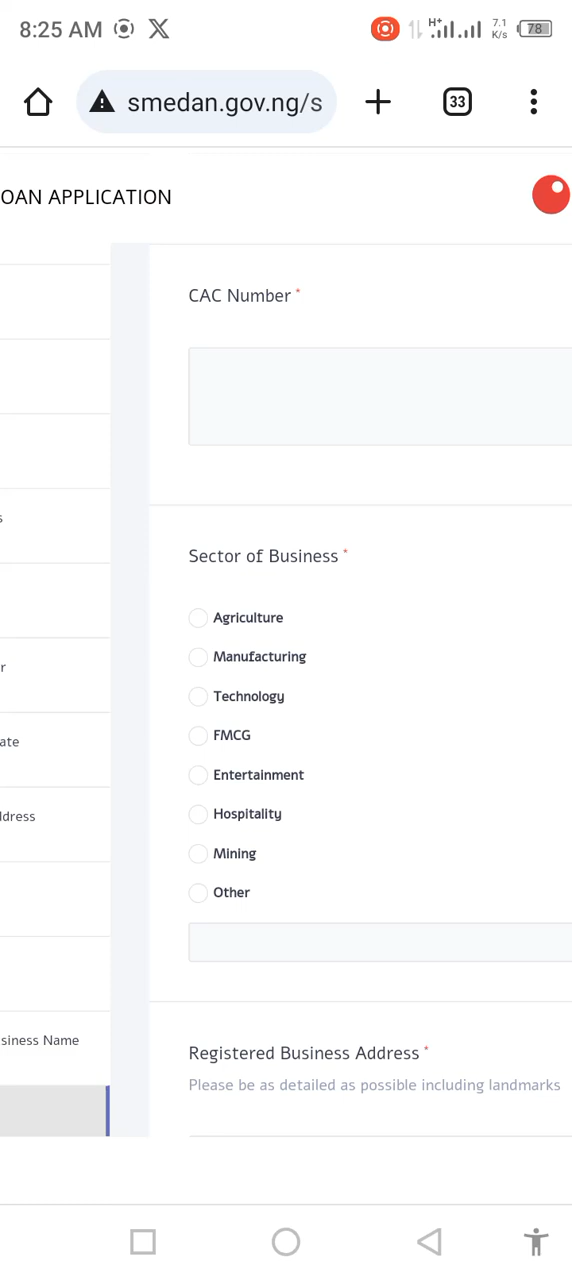 8:25 AM
H+
7.1
K/s
78
smedan.gov.ng/s
33
OAN APPLICATION
CAC Number *
s
Sector of Business *
Agriculture
Manufacturing
r
Technology
ate
FMCG
Entertainment
ldress
Hospitality
Mining
Other
siness Name
Registered Business Address *
Please be as detailed as possible including landmarks